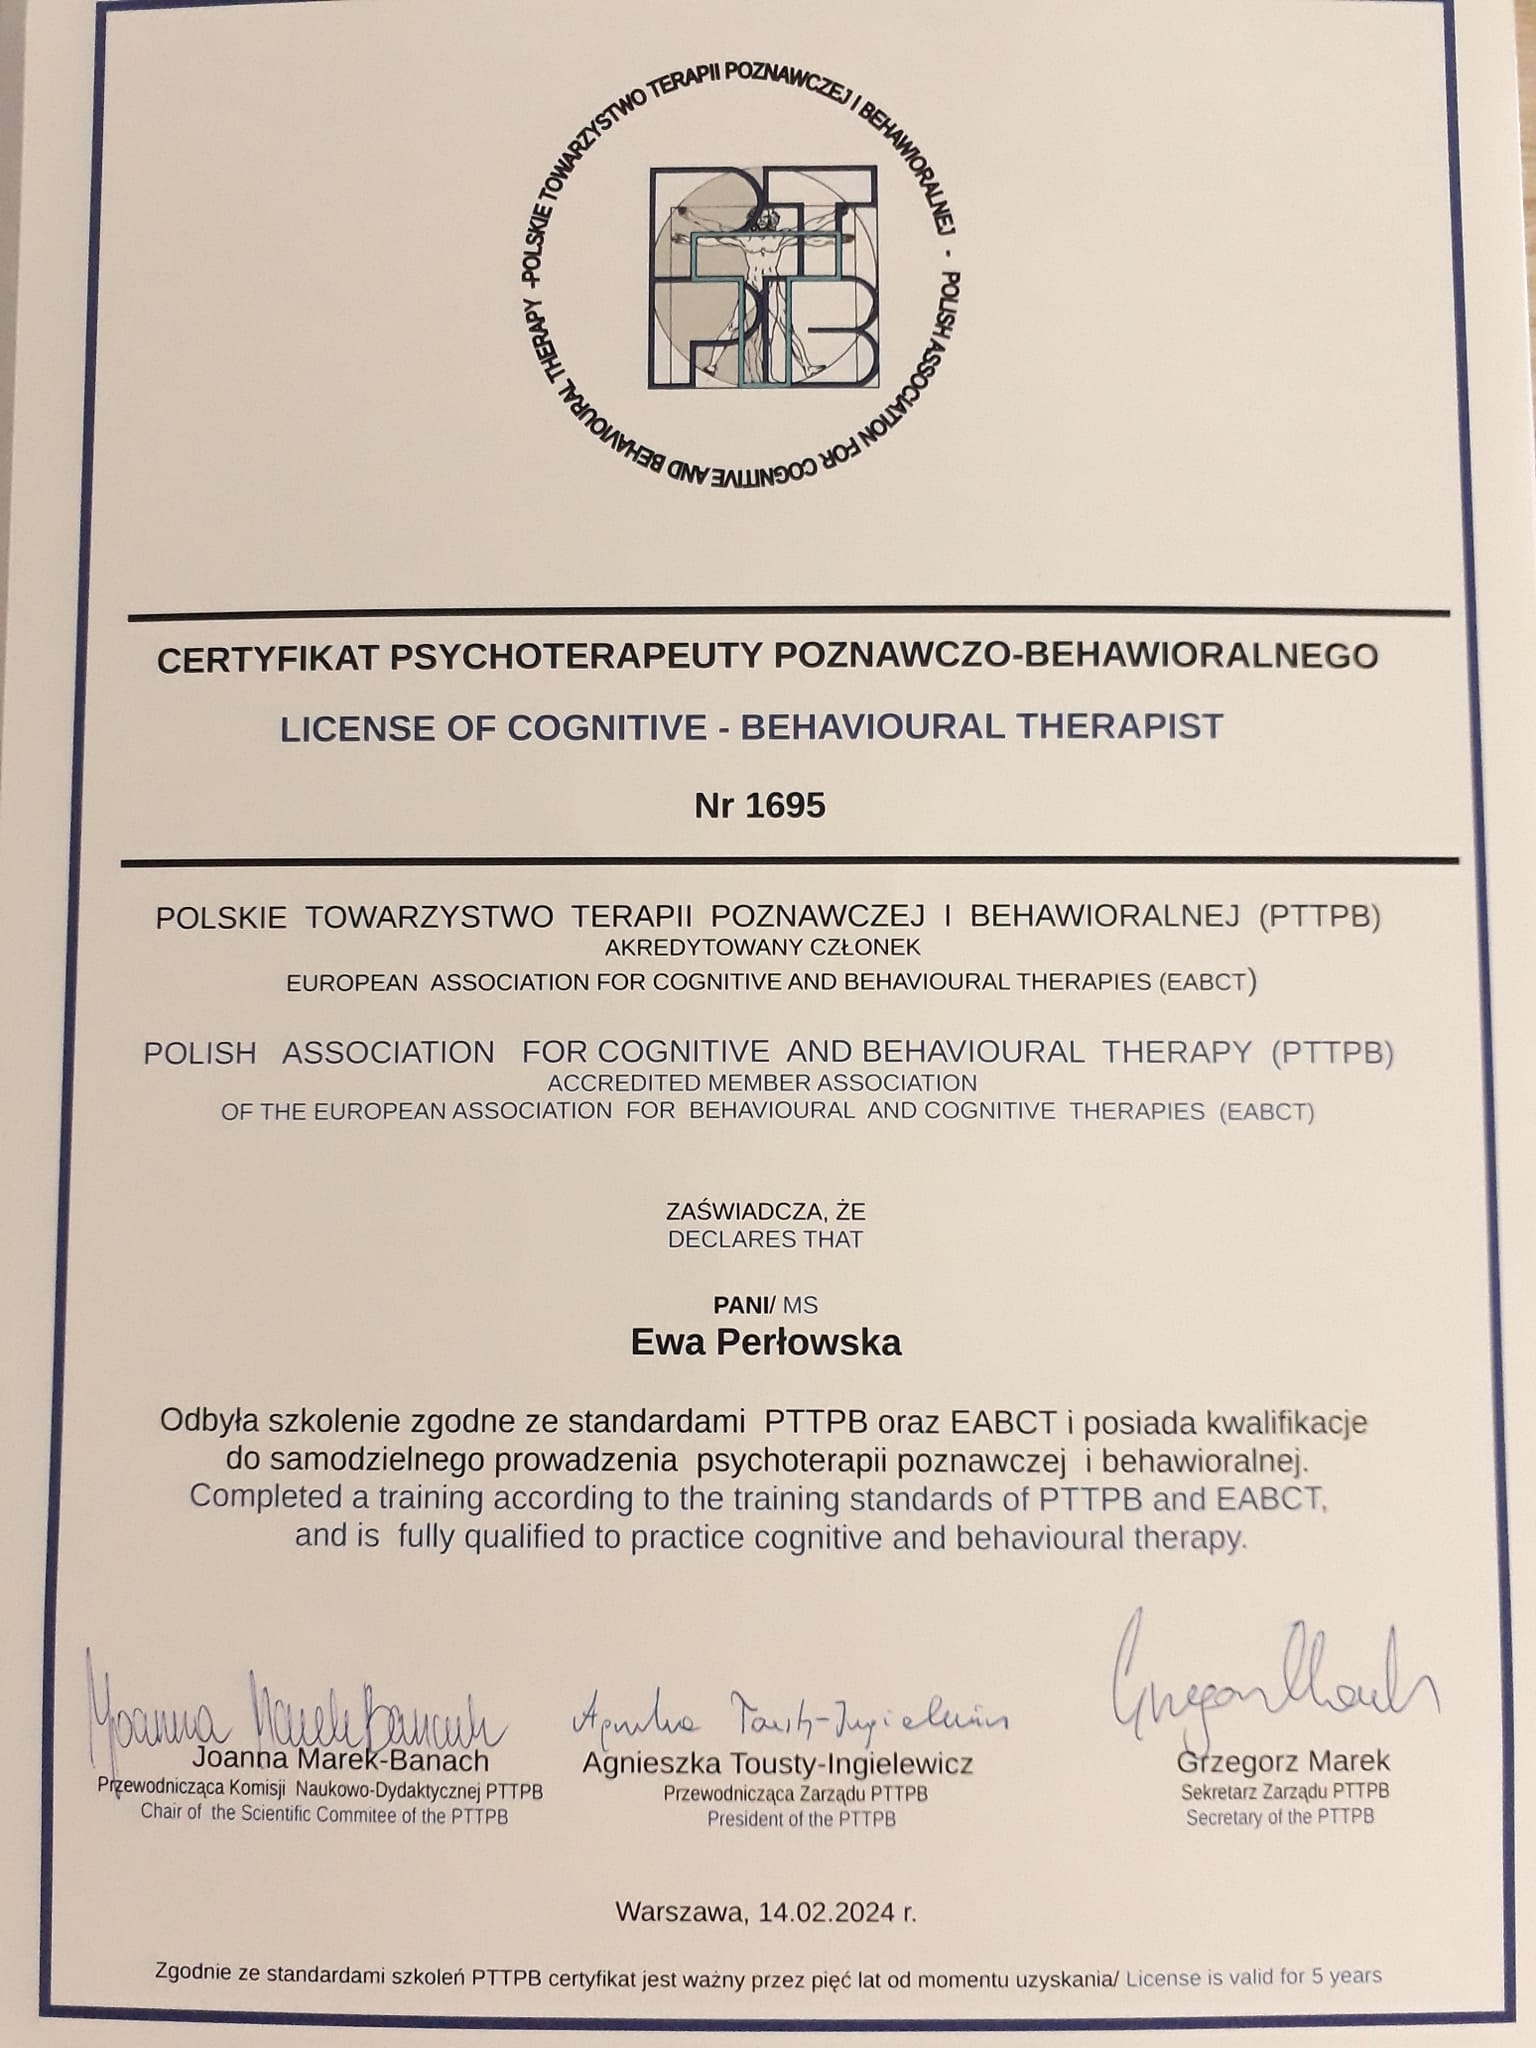 POLSKIE TOWARZYSTWO TERAPII POZNAWCZEJ I BEHAWIORALNEJ - POLISH ASSOCIATION FOR COGNITIVE AND BEHAVIOURAL THERAPY -
PTTPB
CERTYFIKAT PSYCHOTERAPEUTY POZNAWCZO-BEHAWIORALNEGO
LICENSE OF COGNITIVE - BEHAVIOURAL THERAPIST
Nr 1695
POLSKIE TOWARZYSTWO TERAPII POZNAWCZEJ I BEHAWIORALNEJ (PTTPB)
AKREDYTOWANY CZŁONEK
EUROPEAN ASSOCIATION FOR COGNITIVE AND BEHAVIOURAL THERAPIES (EABCT)
POLISH ASSOCIATION FOR COGNITIVE AND BEHAVIOURAL THERAPY (PTTPB)
ACCREDITED MEMBER ASSOCIATION
OF THE EUROPEAN ASSOCIATION FOR BEHAVIOURAL AND COGNITIVE THERAPIES (EABCT)
ZAŚWIADCZA, ŻE
DECLARES THAT
PANI/ MS
Ewa Perłowska
Odbyła szkolenie zgodne ze standardami PTTPB oraz EABCT i posiada kwalifikacje
do samodzielnego prowadzenia psychoterapii poznawczej i behawioralnej.
Completed a training according to the training standards of PTTPB and EABCT,
and is fully qualified to practice cognitive and behavioural therapy.
Joanna Marek-Banach Agnieszka Tousty-Ingielewicz Grzegorz Marek
Przewodnicząca Komisji Naukowo-Dydaktycznej PTTPB Przewodnicząca Zarządu PTTPB Sekretarz Zarządu PTTPB
Chair of the Scientific Commitee of the PTTPB President of the PTTPB Secretary of the PTTPB
Warszawa, 14.02.2024 r.
Zgodnie ze standardami szkoleń PTTPB certyfikat jest ważny przez pięć lat od momentu uzyskania/ License is valid for 5 years